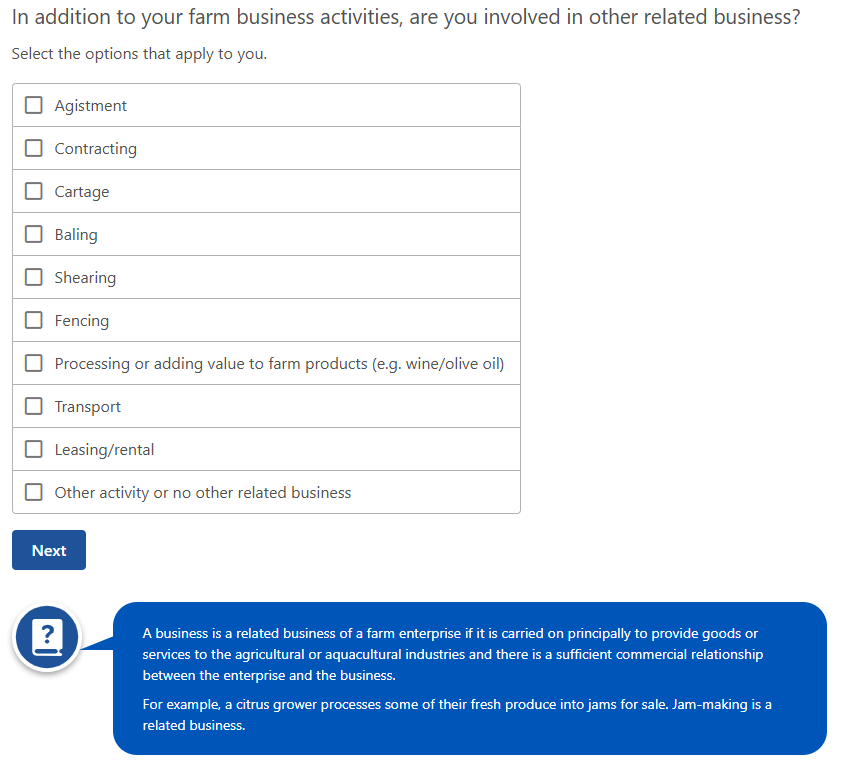 In addition to your farm business activities, are you involved in other related business?
Select the options that apply to you.
Agistment
Contracting
Cartage
Baling
Shearing
Fencing
Processing or adding value to farm products (e.g. wine/olive oil)
Transport
Leasing/rental
Other activity or no other related business
Next
?
A business is a related business of a farm enterprise if it is carried on principally to provide goods or
services to the agricultural or aquacultural industries and there is a sufficient commercial relationship
between the enterprise and the business.
For example, a citrus grower processes some of their fresh produce into jams for sale. Jam-making is a
related business.